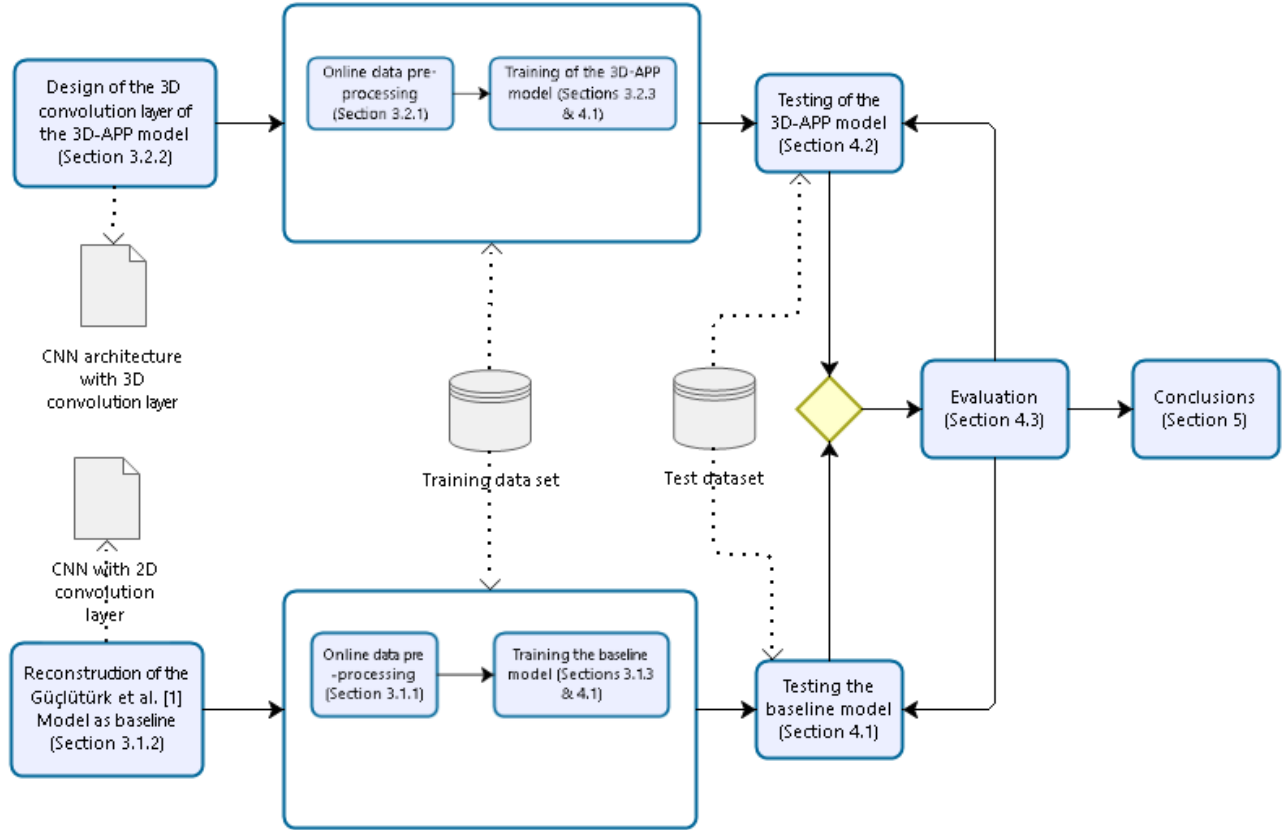 Design of the 3D
convolution layer of
the 3D-APP model
(Section 3.2.2)
Online data pre-
processing
(Section 3.2.1)
Training of the 3D-APP
model (Sections 3.2.3
& 4.1)
Testing of the
3D-APP model
(Section 4.2)
CNN architecture
with 3D
convolution layer
Training data set
Test dataset
Evaluation
(Section 4.3)
Conclusions
(Section 5)
CNN with 2D
convolution
layer
Reconstruction of the
Güçlütürk et al. [1]
Model as baseline
(Section 3.1.2)
Online data pre
-processing
(Section 3.1.1)
Training the baseline
model (Sections 3.1.3
& 4.1)
Testing the
baseline model
(Section 4.1)